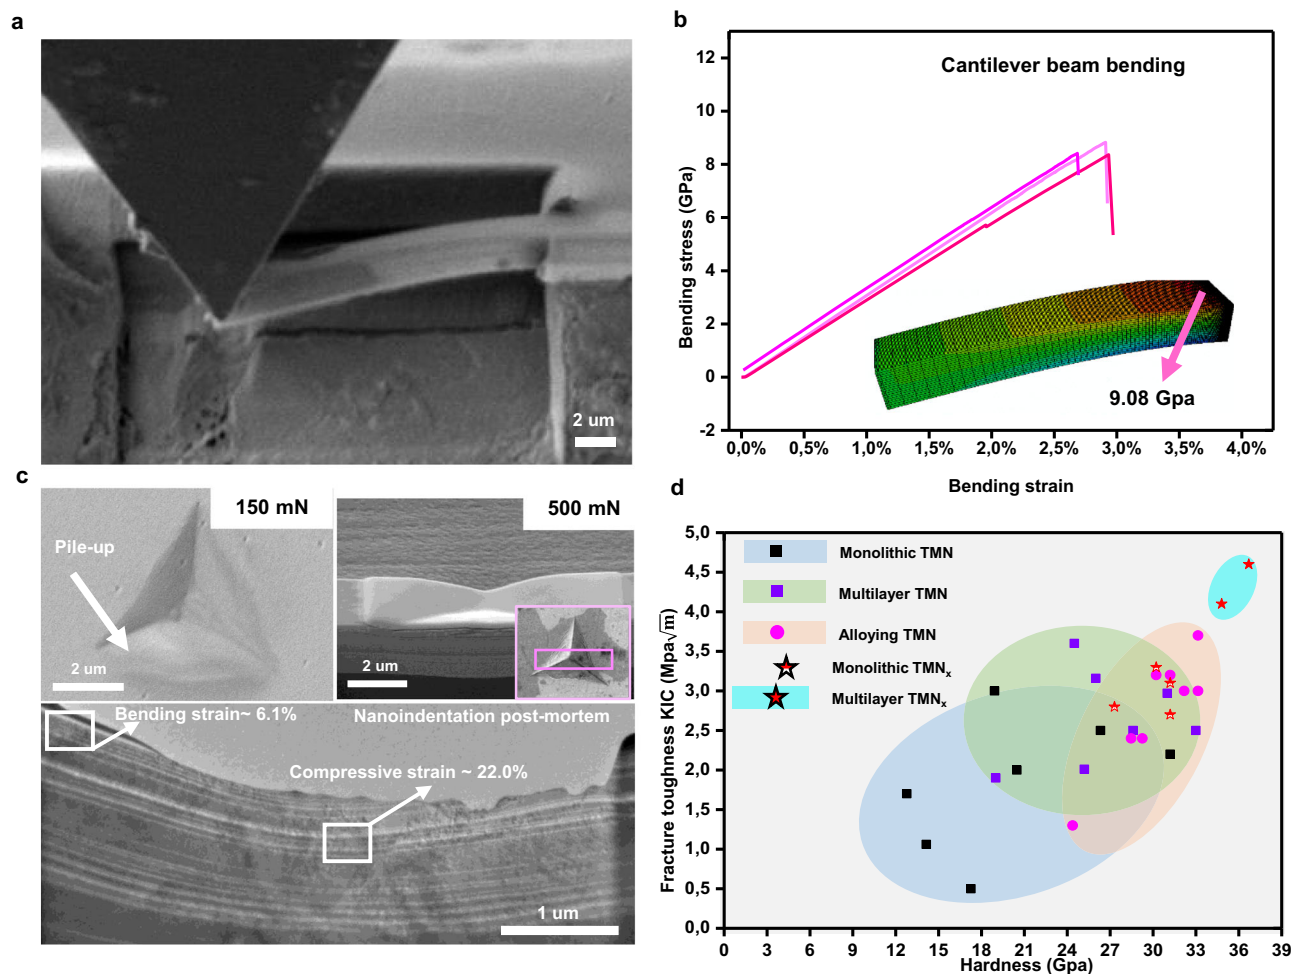 a
2 um
b
Cantilever beam bending
Bending stress (GPa)
12
10
8
6
4
2
0
-2
9.08 Gpa
0,0% 0,5% 1,0% 1,5% 2,0% 2,5% 3,0% 3,5% 4,0%
Bending strain
c
150 mN
Pile-up
2 um
500 mN
2 um
Bending strain~ 6.1%
Nanoindentation post-mortem
Compressive strain ~ 22.0%
1 um
d
Fracture toughness KIC (Mpa√m)
5,0
4,5
4,0
3,5
3,0
2,5
2,0
1,5
1,0
0,5
0,0
Monolithic TMN
Multilayer TMN
Alloying TMN
Monolithic TMNx
Multilayer TMNx
0 3 6 9 12 15 18 21 24 27 30 33 36 39
Hardness (Gpa)